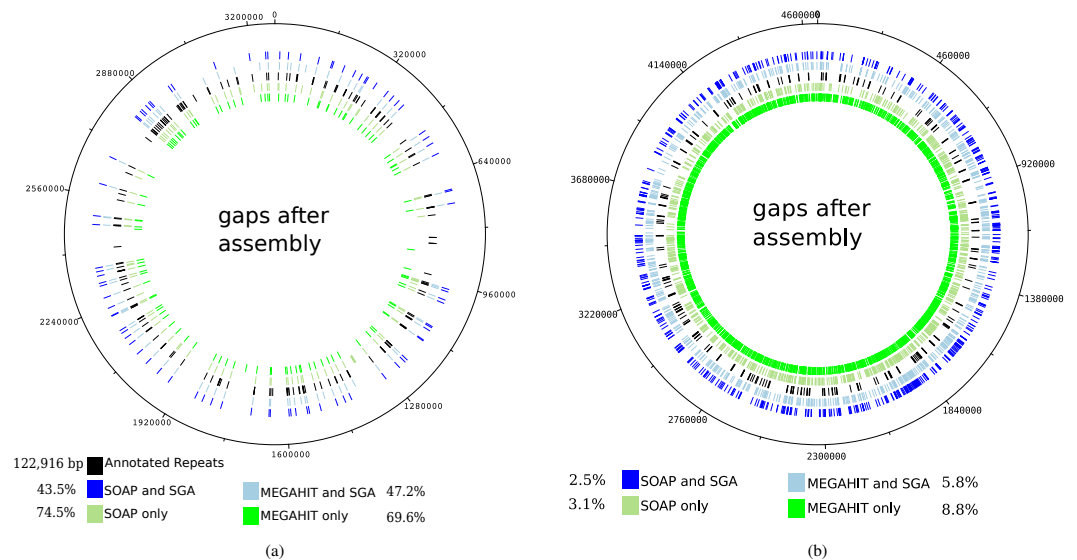 3200000 0
320000
640000
960000
1280000
1600000
1920000
2240000
2560000
2880000
gaps after
assembly
122,916 bp Annotated Repeats
43.5% SOAP and SGA MEGAHIT and SGA 47.2%
74.5% SOAP only MEGAHIT only 69.6%
(a)
4600000 0
460000
920000
1380000
1840000
2300000
2760000
3220000
3680000
4140000
gaps after
assembly
2.5% SOAP and SGA MEGAHIT and SGA 5.8%
3.1% SOAP only MEGAHIT only 8.8%
(b)